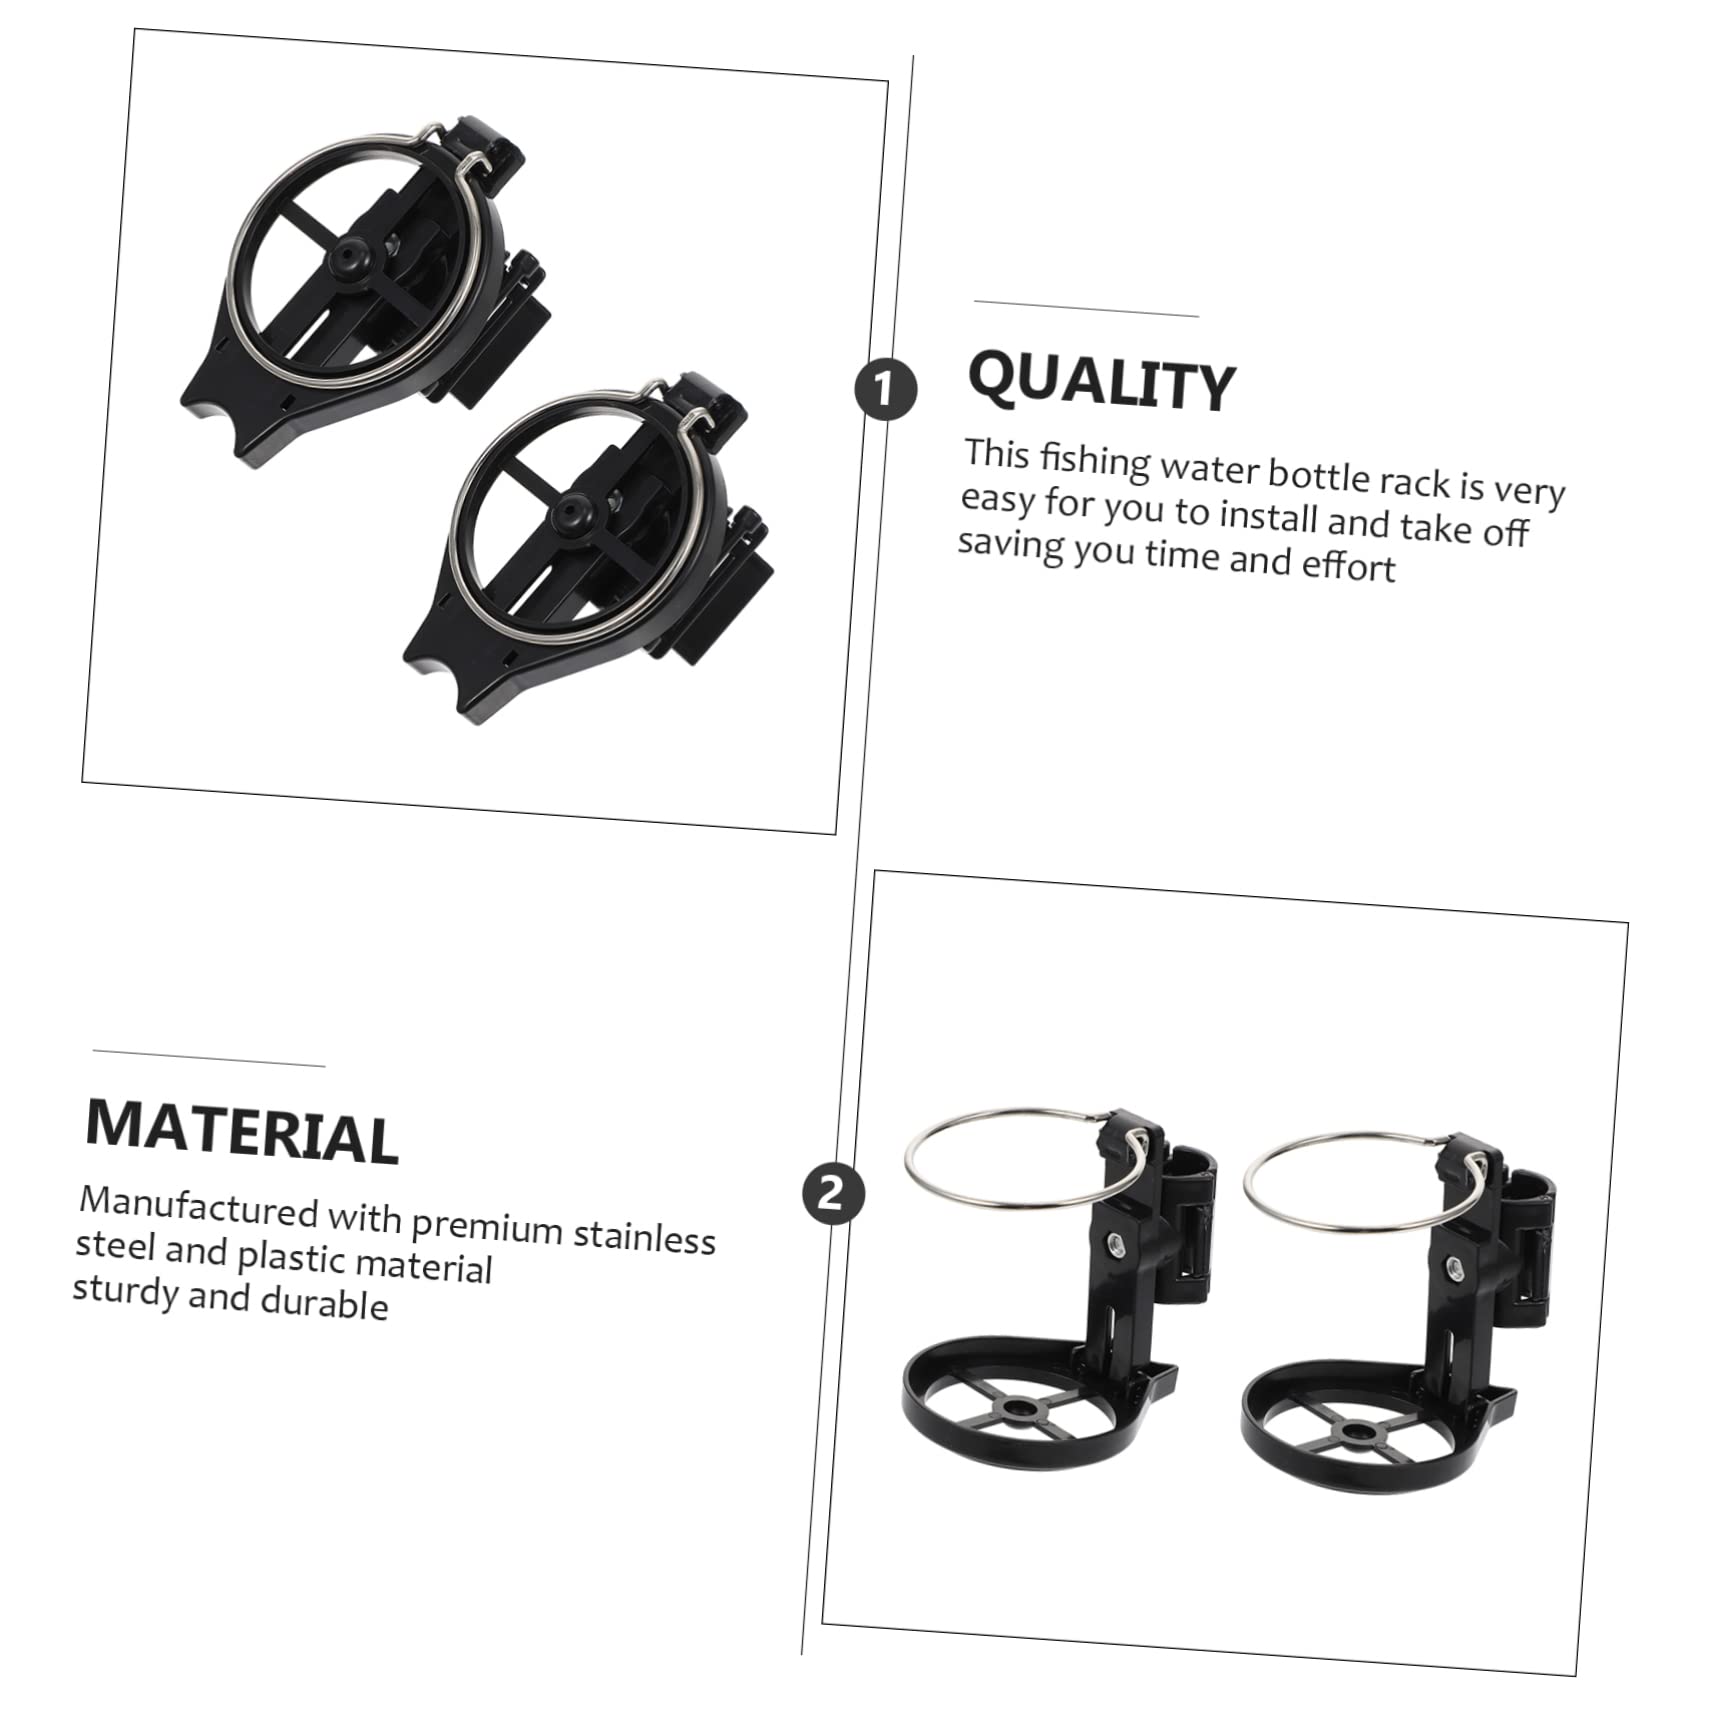 1
QUALITY
This fishing water bottle rack is very
easy for you to install and take off
saving you time and effort
MATERIAL
Manufactured with premium stainless
steel and plastic material
sturdy and durable
2